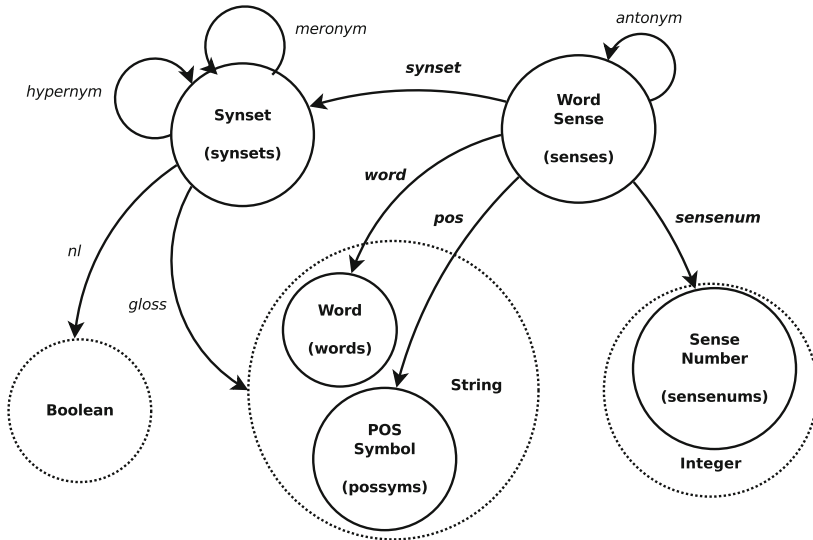 meronym
antonym
hypernym
synset
Synset
(synsets)
Word
Sense
(senses)
word
pos
sensenum
nl
gloss
Word
(words)
String
Boolean
POS
Symbol
(possyms)
Sense
Number
(sensenums)
Integer